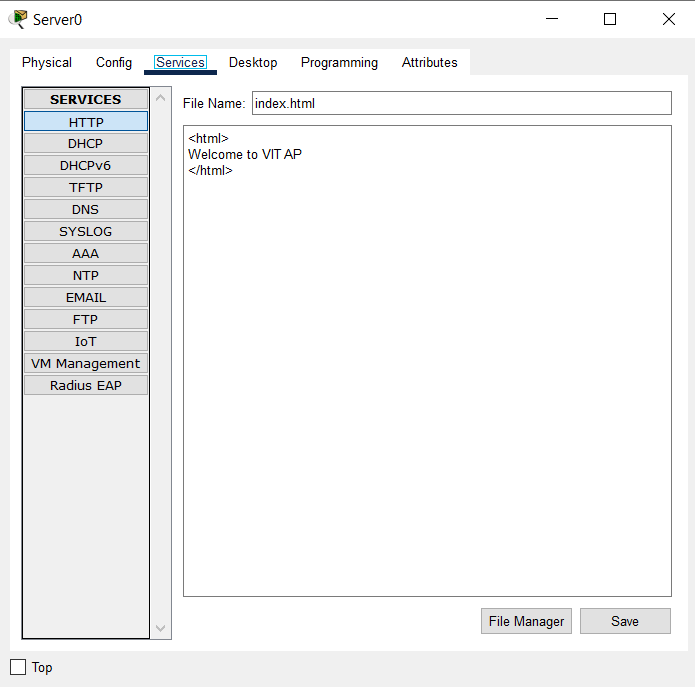 Server0
Physical Config Services Desktop Programming Attributes
SERVICES
HTTP
DHCP
DHCPv6
TFTP
DNS
SYSLOG
AAA
NTP
EMAIL
FTP
IoT
VM Management
Radius EAP
File Name: index.html
<html>
Welcome to VIT AP
</html>
File Manager Save
Top